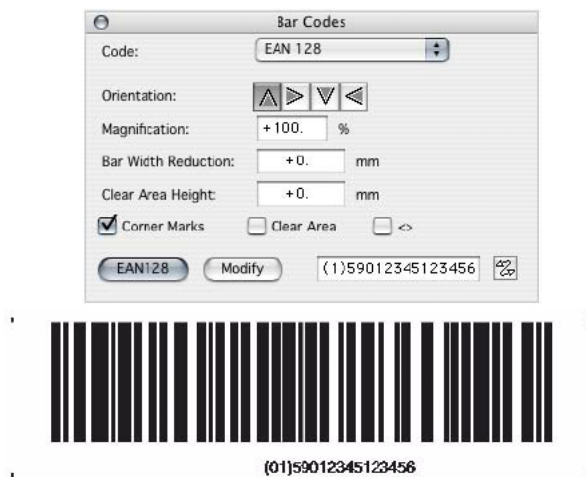 Bar Codes
Code: EAN 128
Orientation:
Magnification: +100. %
Bar Width Reduction: +0. mm
Clear Area Height: +0. mm
Corner Marks Clear Area <>
EAN128 Modify (1)59012345123456
(01)59012345123456